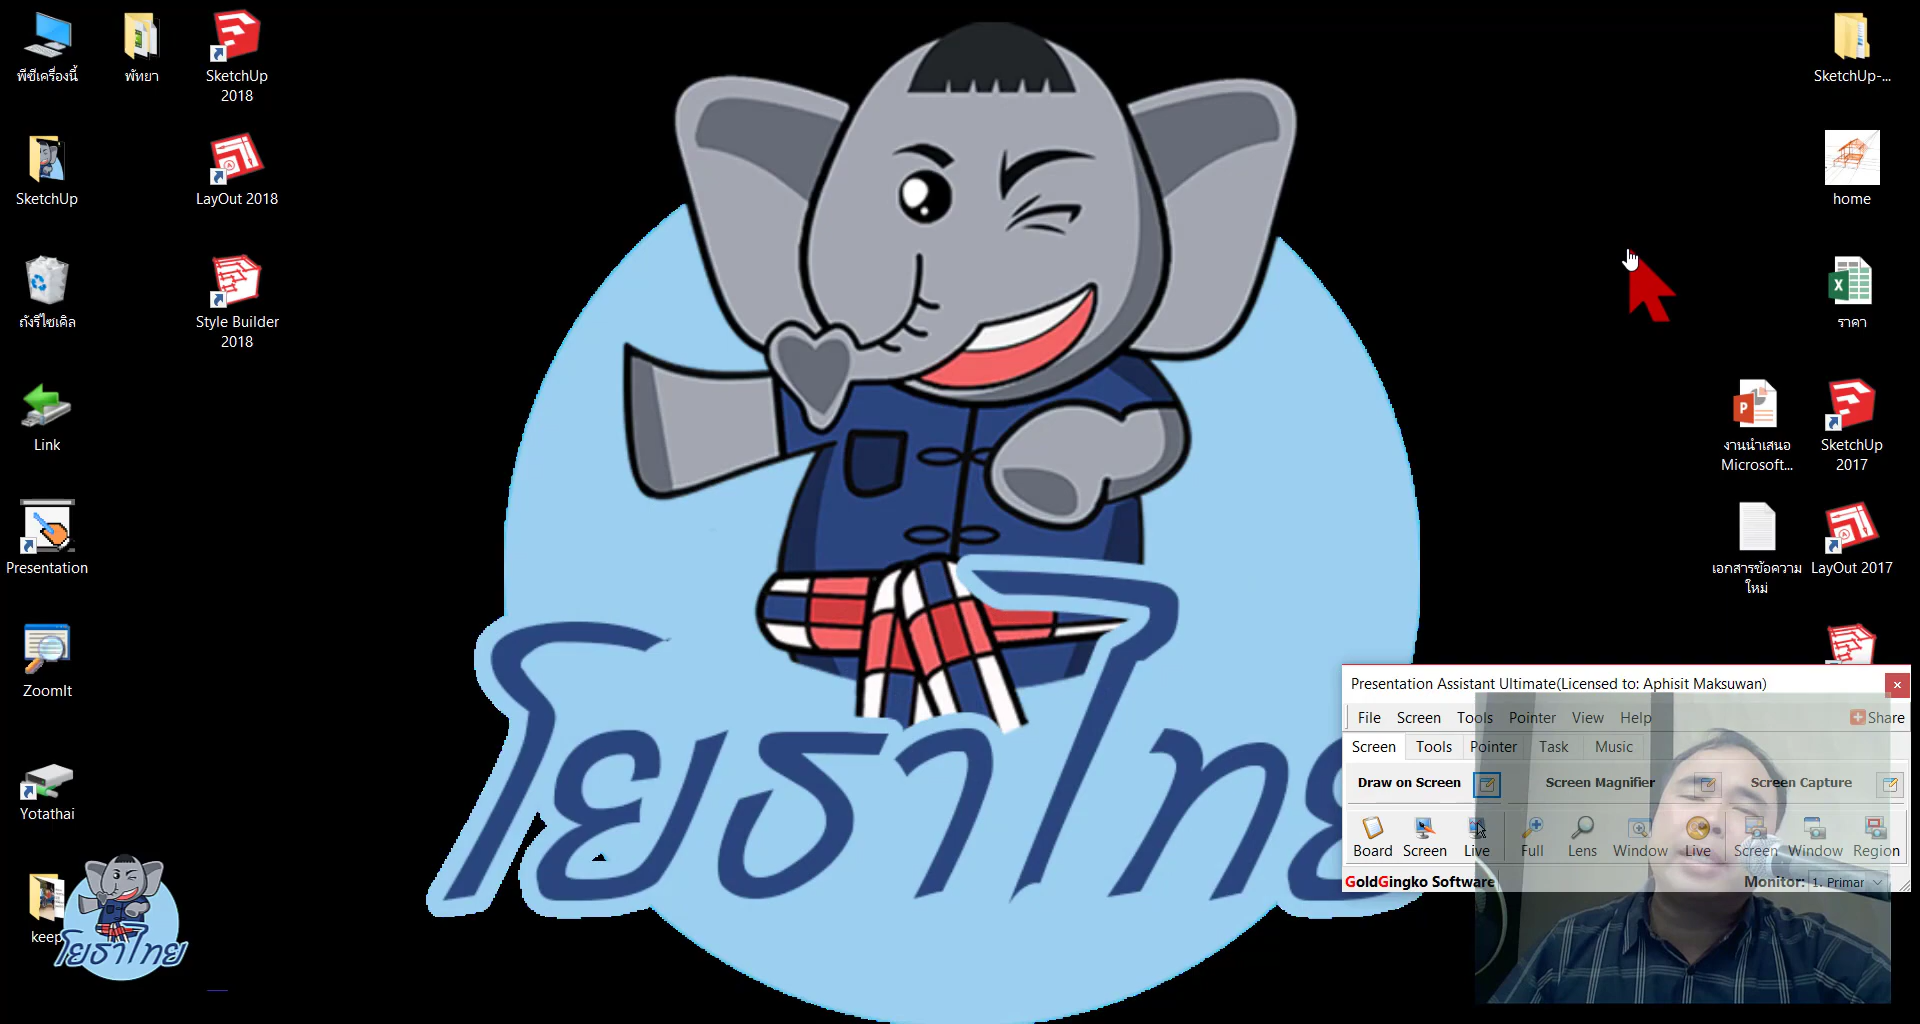 พีซีเครื่องนี้
พัทยา
SketchUp
2018
SketchUp
LayOut 2018
ถังรีไซเคิล
Style Builder
2018
Link
Presentation
ZoomIt
Yotathai
keep
โยธาไทย
โยธาไทย
SketchUp-...
home
ราคา
งานนำเสนอ
Microsoft...
SketchUp
2017
เอกสารข้อความ
ใหม่
LayOut 2017
Presentation Assistant Ultimate(Licensed to: Aphisit Maksuwan)
File Screen Tools Pointer View Help Share
Screen Tools Pointer Task Music
Draw on Screen Screen Magnifier Screen Capture
Board Screen Live Full Lens Window Live Screen Window Region
GoldGingko Software Monitor: 1. Primar